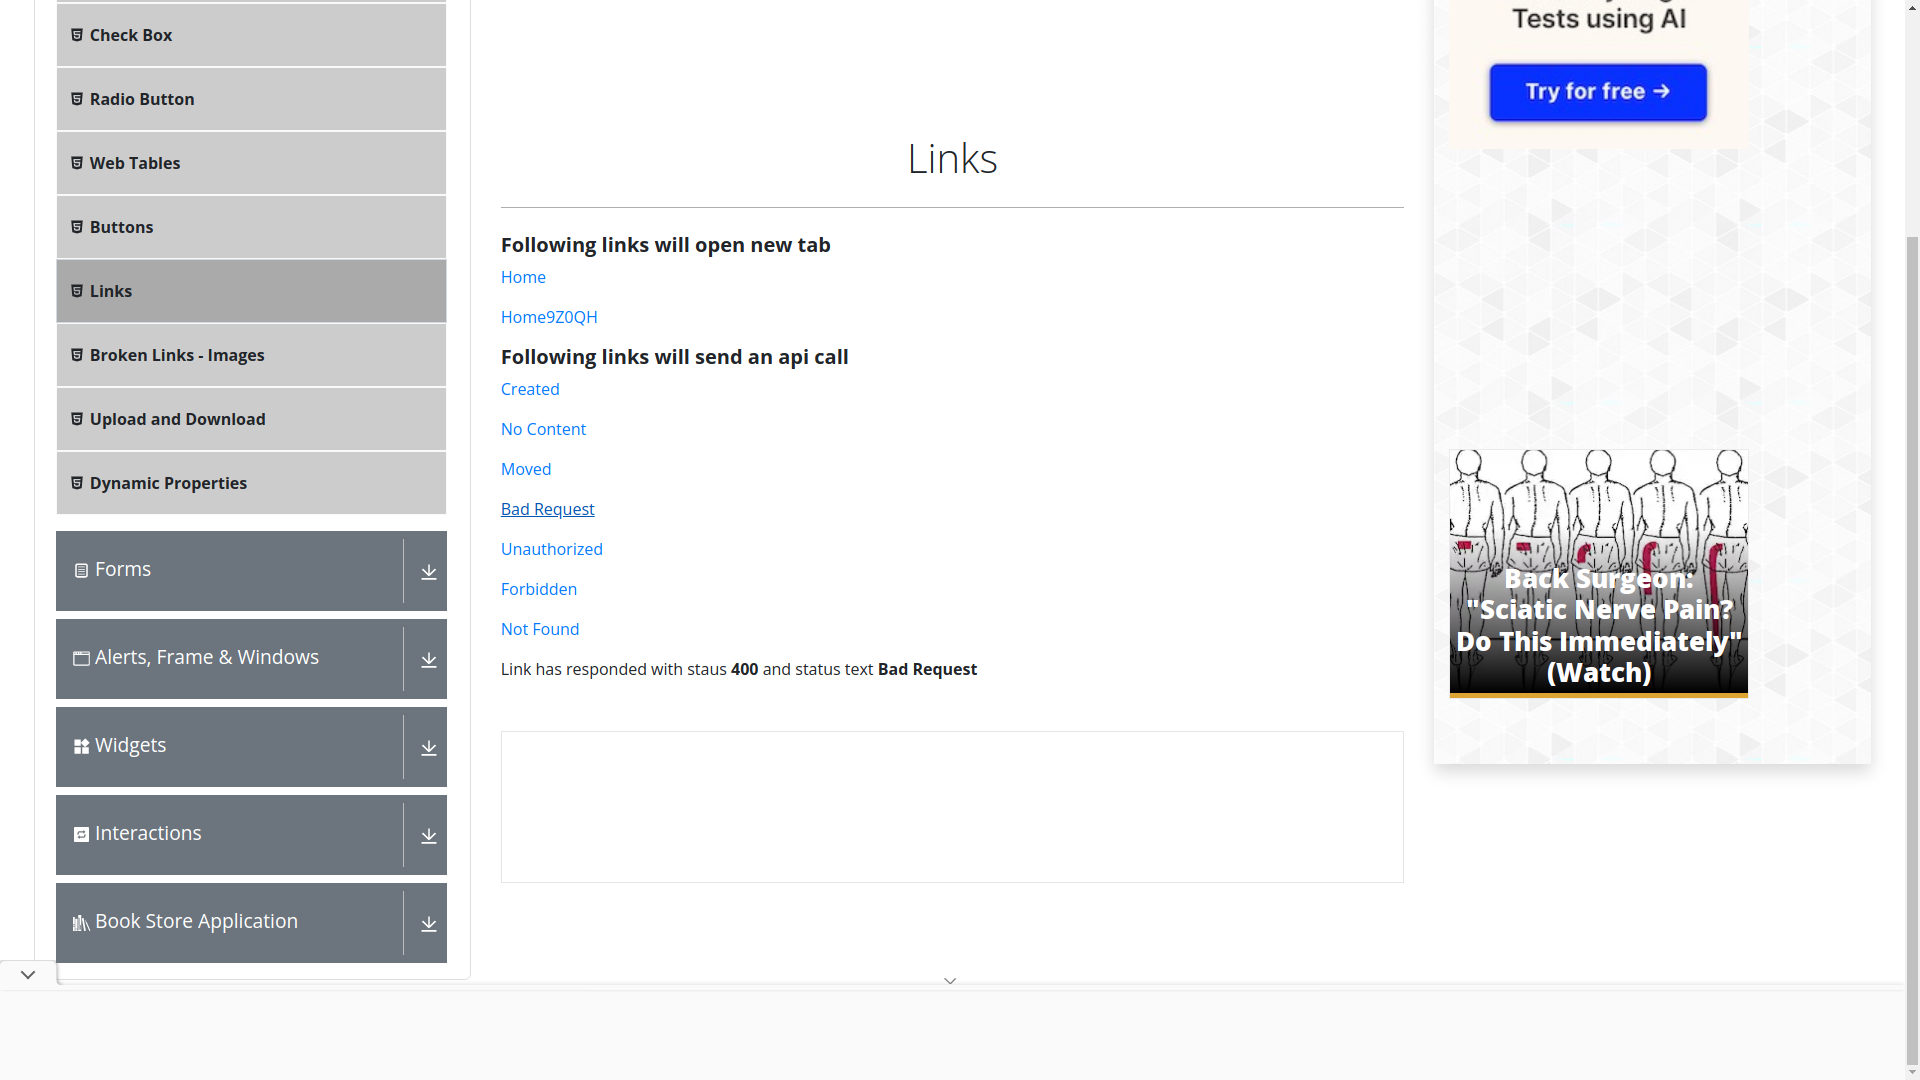 Check Box
Radio Button
Web Tables
Buttons
Links
Broken Links - Images
Upload and Download
Dynamic Properties
Forms
Alerts, Frame & Windows
Widgets
Interactions
Book Store Application
Links
Following links will open new tab
Home
Home9Z0QH
Following links will send an api call
Created
No Content
Moved
Bad Request
Unauthorized
Forbidden
Not Found
Link has responded with staus 400 and status text Bad Request
Tests using AI
Try for free →
Back Surgeon:
"Sciatic Nerve Pain?
Do This Immediately"
(Watch)